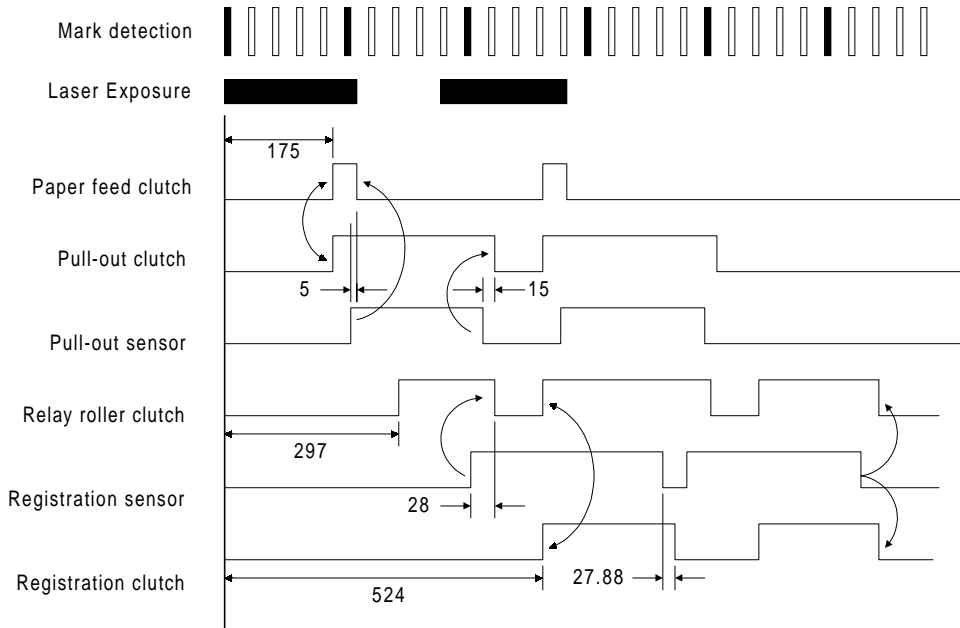 Mark detection
Laser Exposure
175
Paper feed clutch
Pull-out clutch
5
15
Pull-out sensor
Relay roller clutch
297
Registration sensor
28
27.88
Registration clutch
524